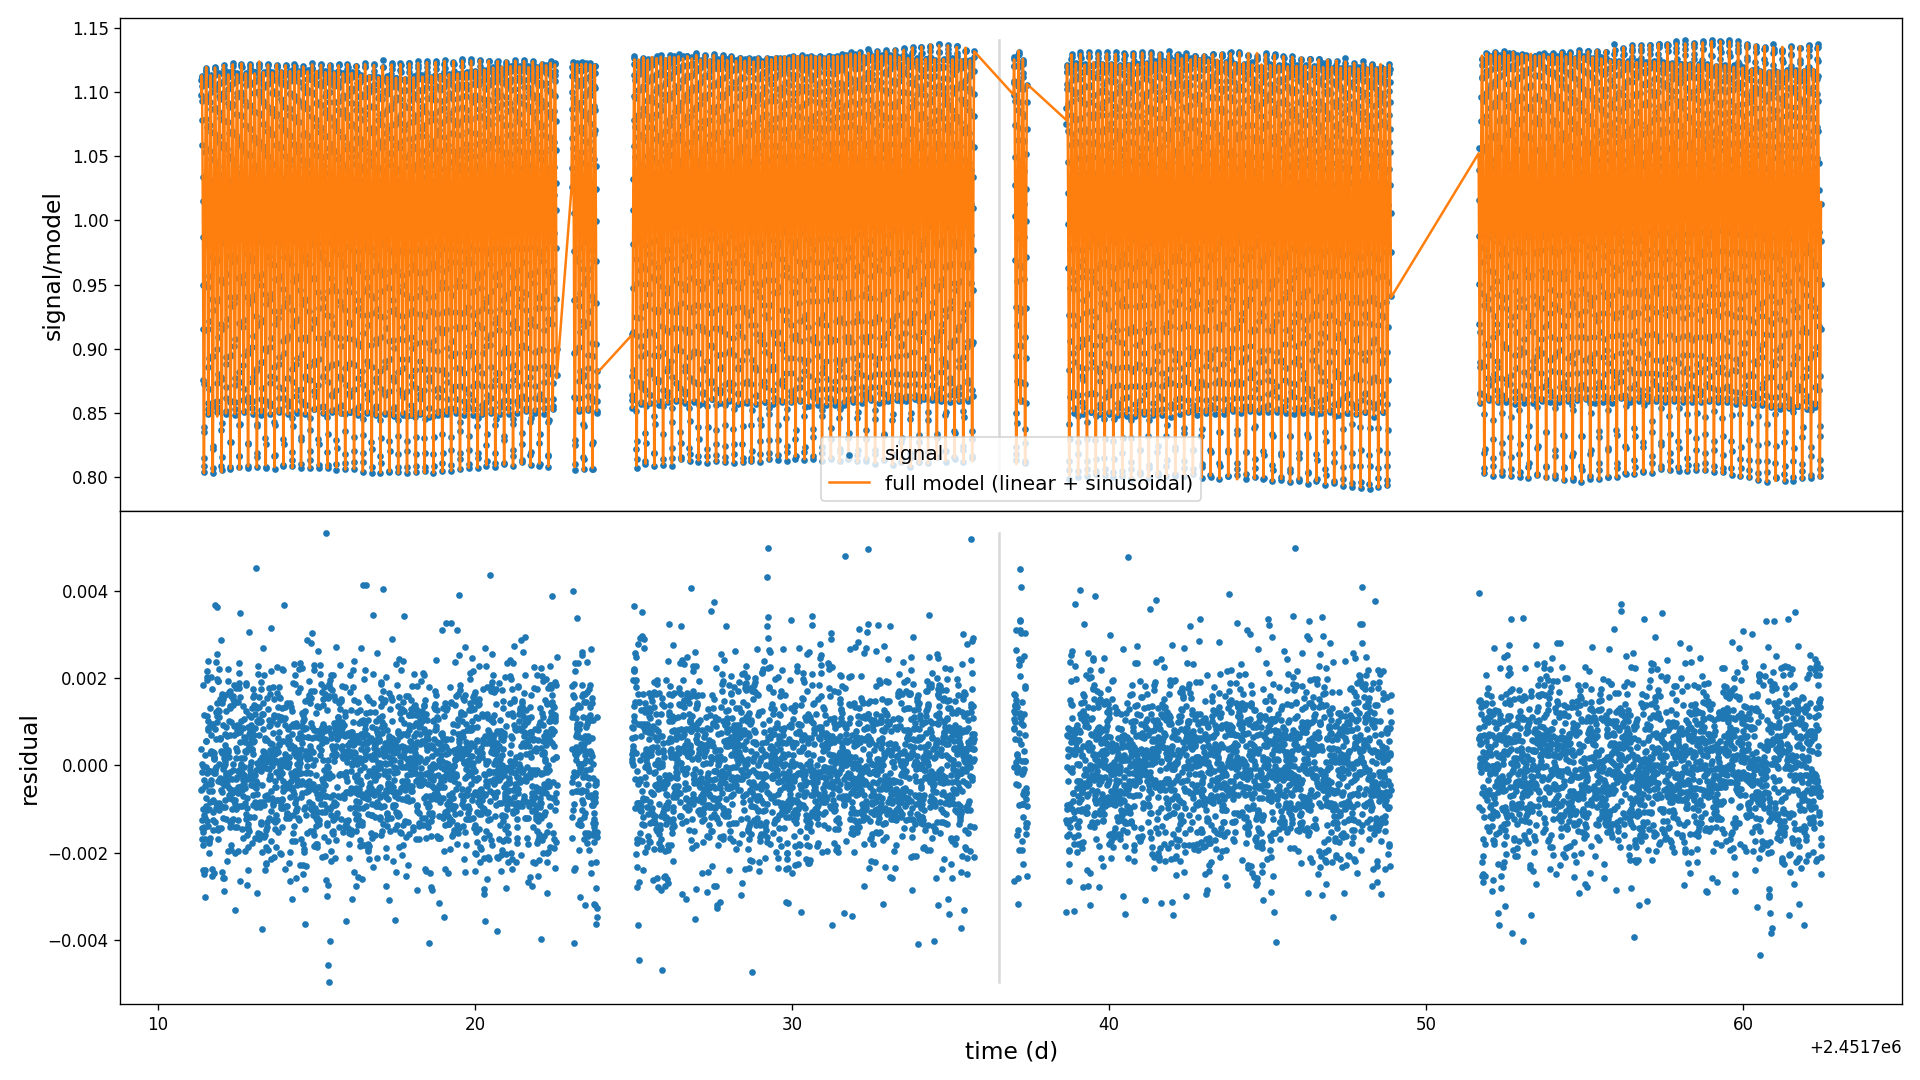 1.15
1.10
1.05
1.00
0.95
0.90
0.85
0.80
signal/model
signal
full model (linear + sinusoidal)
0.004
0.002
0.000
−0.002
−0.004
residual
10 20 30 40 50 60
time (d)
+2.4517e6